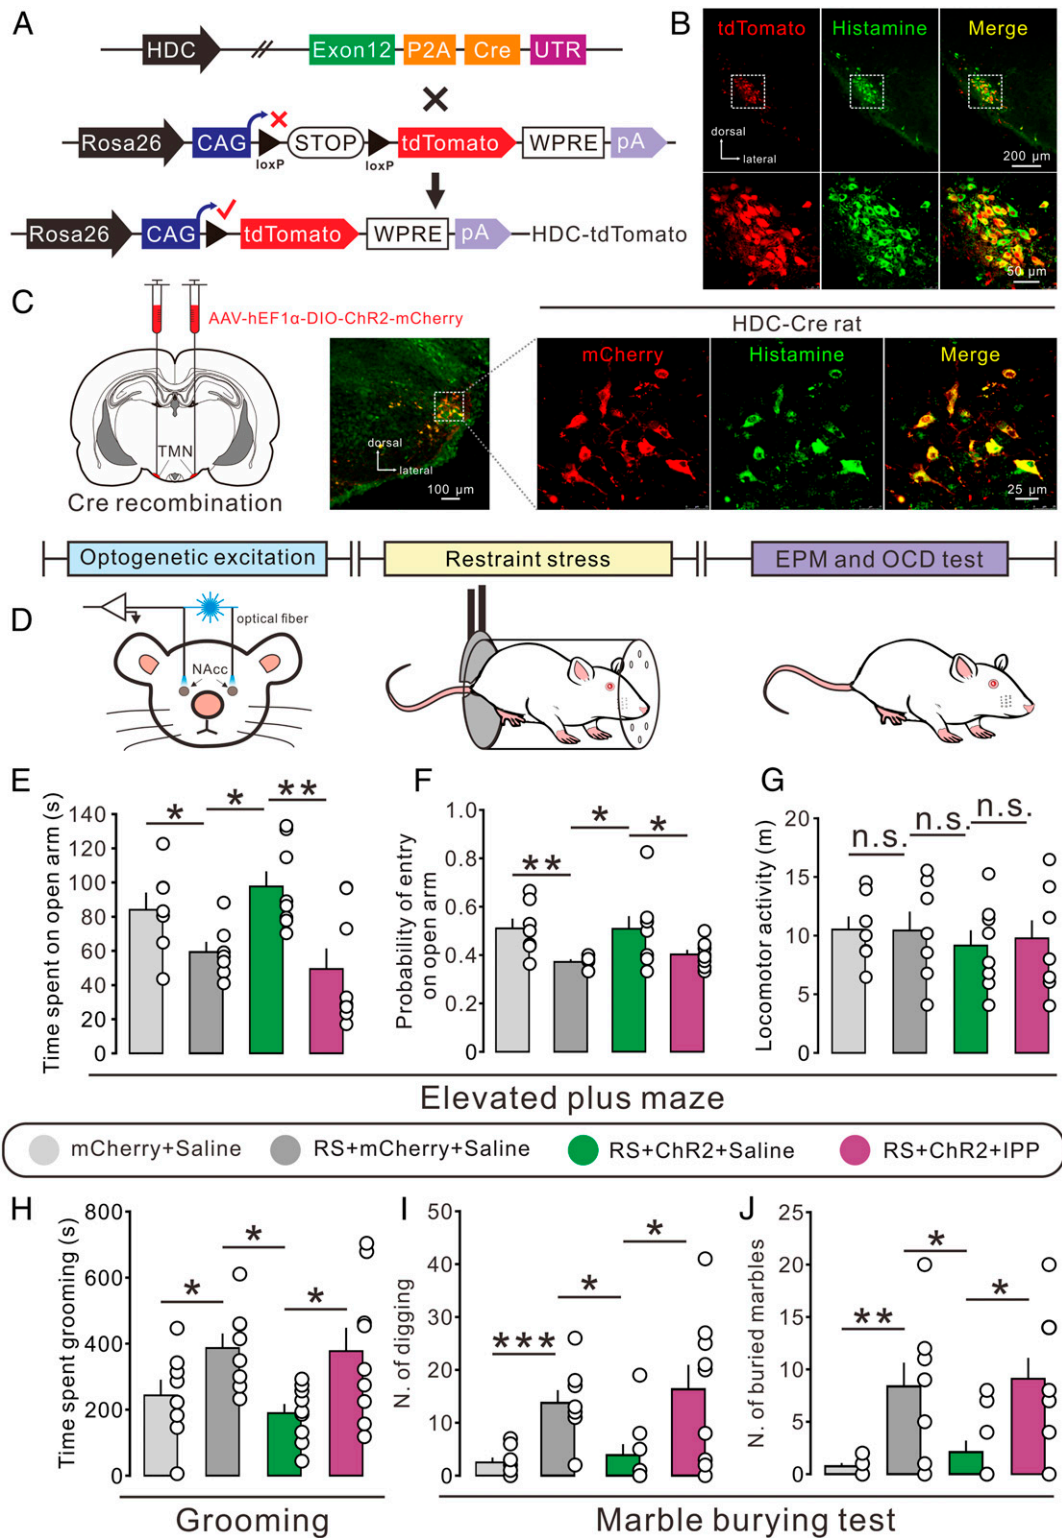 A
HDC
Exon12
P2A
Cre
UTR
Rosa26
CAG
loxP
STOP
loxP
tdTomato
WPRE
pA
Rosa26
CAG
tdTomato
WPRE
pA
HDC-tdTomato
B
tdTomato
Histamine
Merge
dorsal
lateral
200 µm
50 µm
C
AAV-hEF1α-DIO-ChR2-mCherry
TMN
Cre recombination
dorsal
lateral
100 µm
HDC-Cre rat
mCherry
Histamine
Merge
25 µm
Optogenetic excitation
Restraint stress
EPM and OCD test
D
optical fiber
NAcc
E
Time spent on open arm (s)
140
120
100
80
60
40
20
0
*
*
**
F
Probability of entry
on open arm
1.0
0.8
0.6
0.4
0.2
0
**
*
*
G
Locomotor activity (m)
20
15
10
5
0
n.s.
n.s.
n.s.
Elevated plus maze
mCherry+Saline
RS+mCherry+Saline
RS+ChR2+Saline
RS+ChR2+IPP
H
Time spent grooming (s)
800
600
400
200
0
*
*
*
Grooming
I
N. of digging
50
40
30
20
10
0
***
*
*
J
N. of buried marbles
25
20
15
10
5
0
**
*
*
Marble burying test